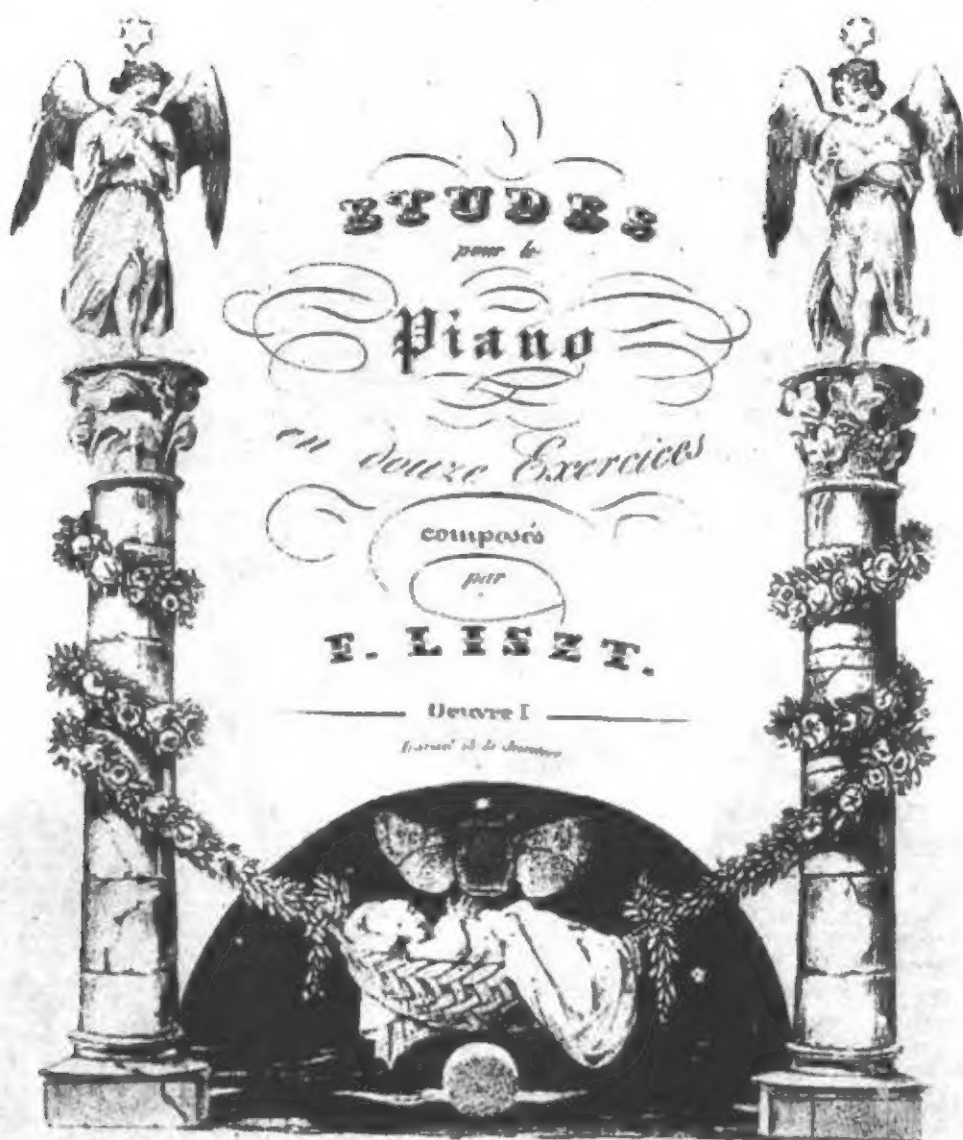 ETUDES
pour le
Piano
en douze Exercices
composés
par
F. LISZT.
Oeuvre I